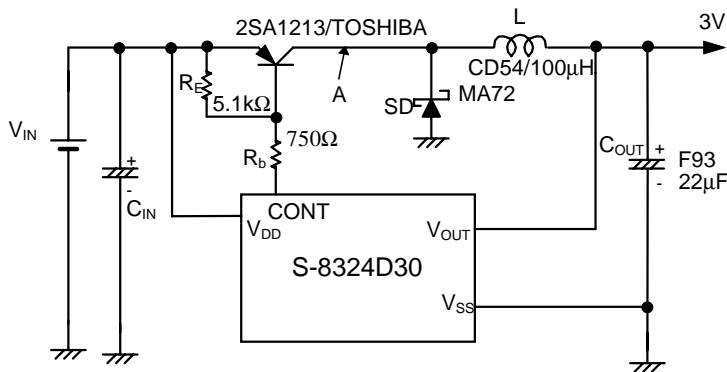 2SA1213/TOSHIBA
L
3V
CD54/100μH
RE
5.1kΩ
A
SD
MA72
VIN
750Ω
Rb
COUT
+
-
F93
22μF
+
-
CIN
CONT
VDD
VOUT
S-8324D30
VSS